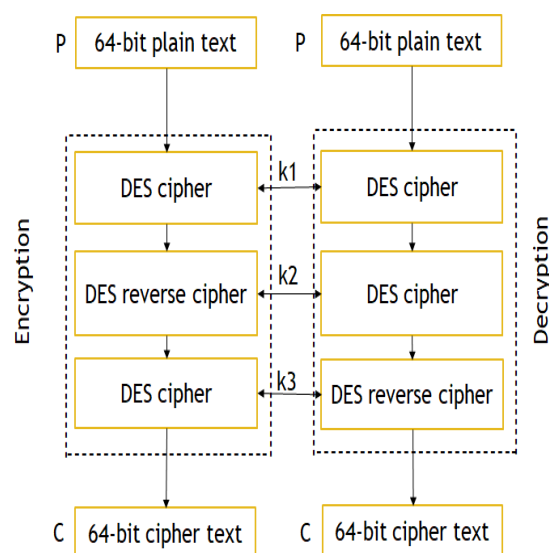 P 64-bit plain text P 64-bit plain text
DES cipher k1 DES cipher
Encryption Decryption
DES reverse cipher k2 DES cipher
DES cipher k3 DES reverse cipher
C 64-bit cipher text C 64-bit cipher text